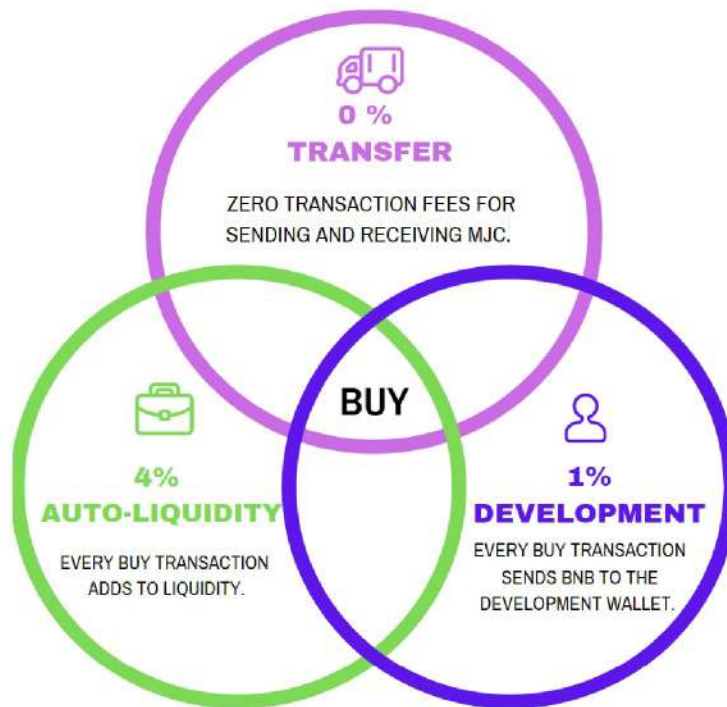 0 %
TRANSFER
ZERO TRANSACTION FEES FOR
SENDING AND RECEIVING MJC.
BUY
4%
AUTO-LIQUIDITY
EVERY BUY TRANSACTION
ADDS TO LIQUIDITY.
1%
DEVELOPMENT
EVERY BUY TRANSACTION
SENDS BNB TO THE
DEVELOPMENT WALLET.